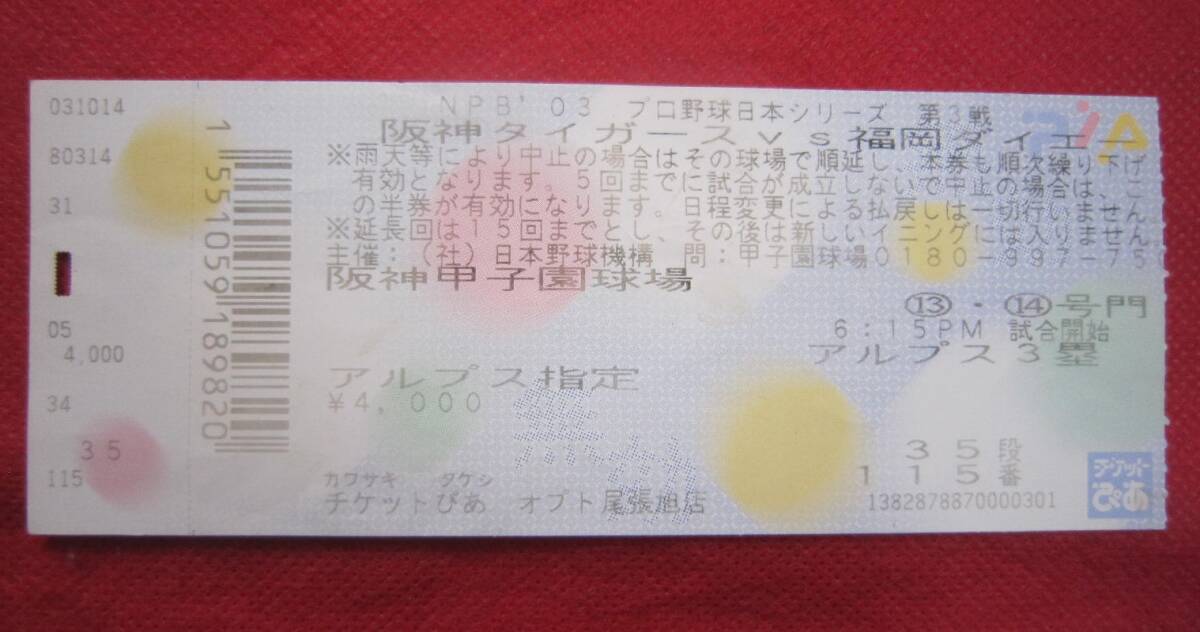 031014
80314
31
05
4,000
34
35
115
1551059189820
NPB'03 プロ野球日本シリーズ 第3戦
PIA
阪神タイガースvs福岡ダイエ
※雨天等により中止の場合はその球場で順延し、本券も順次繰り下げ
有効となります。5回までに試合が成立しないで中止の場合は、こ
の半券が有効になります。日程変更による払戻しは一切行いません
※延長回は15回までとし、その後は新しいイニングには入りません
主催:(社)日本野球機構 問:甲子園球場0180-997-75
阪神甲子園球場
⑬・⑭号門
6:15PM 試合開始
アルプス3塁
アルプス指定
¥4,000
35段
115番
カワサキ タケシ
チケットぴあ オプト尾張旭店
13828788700000301
チケット
ぴあ